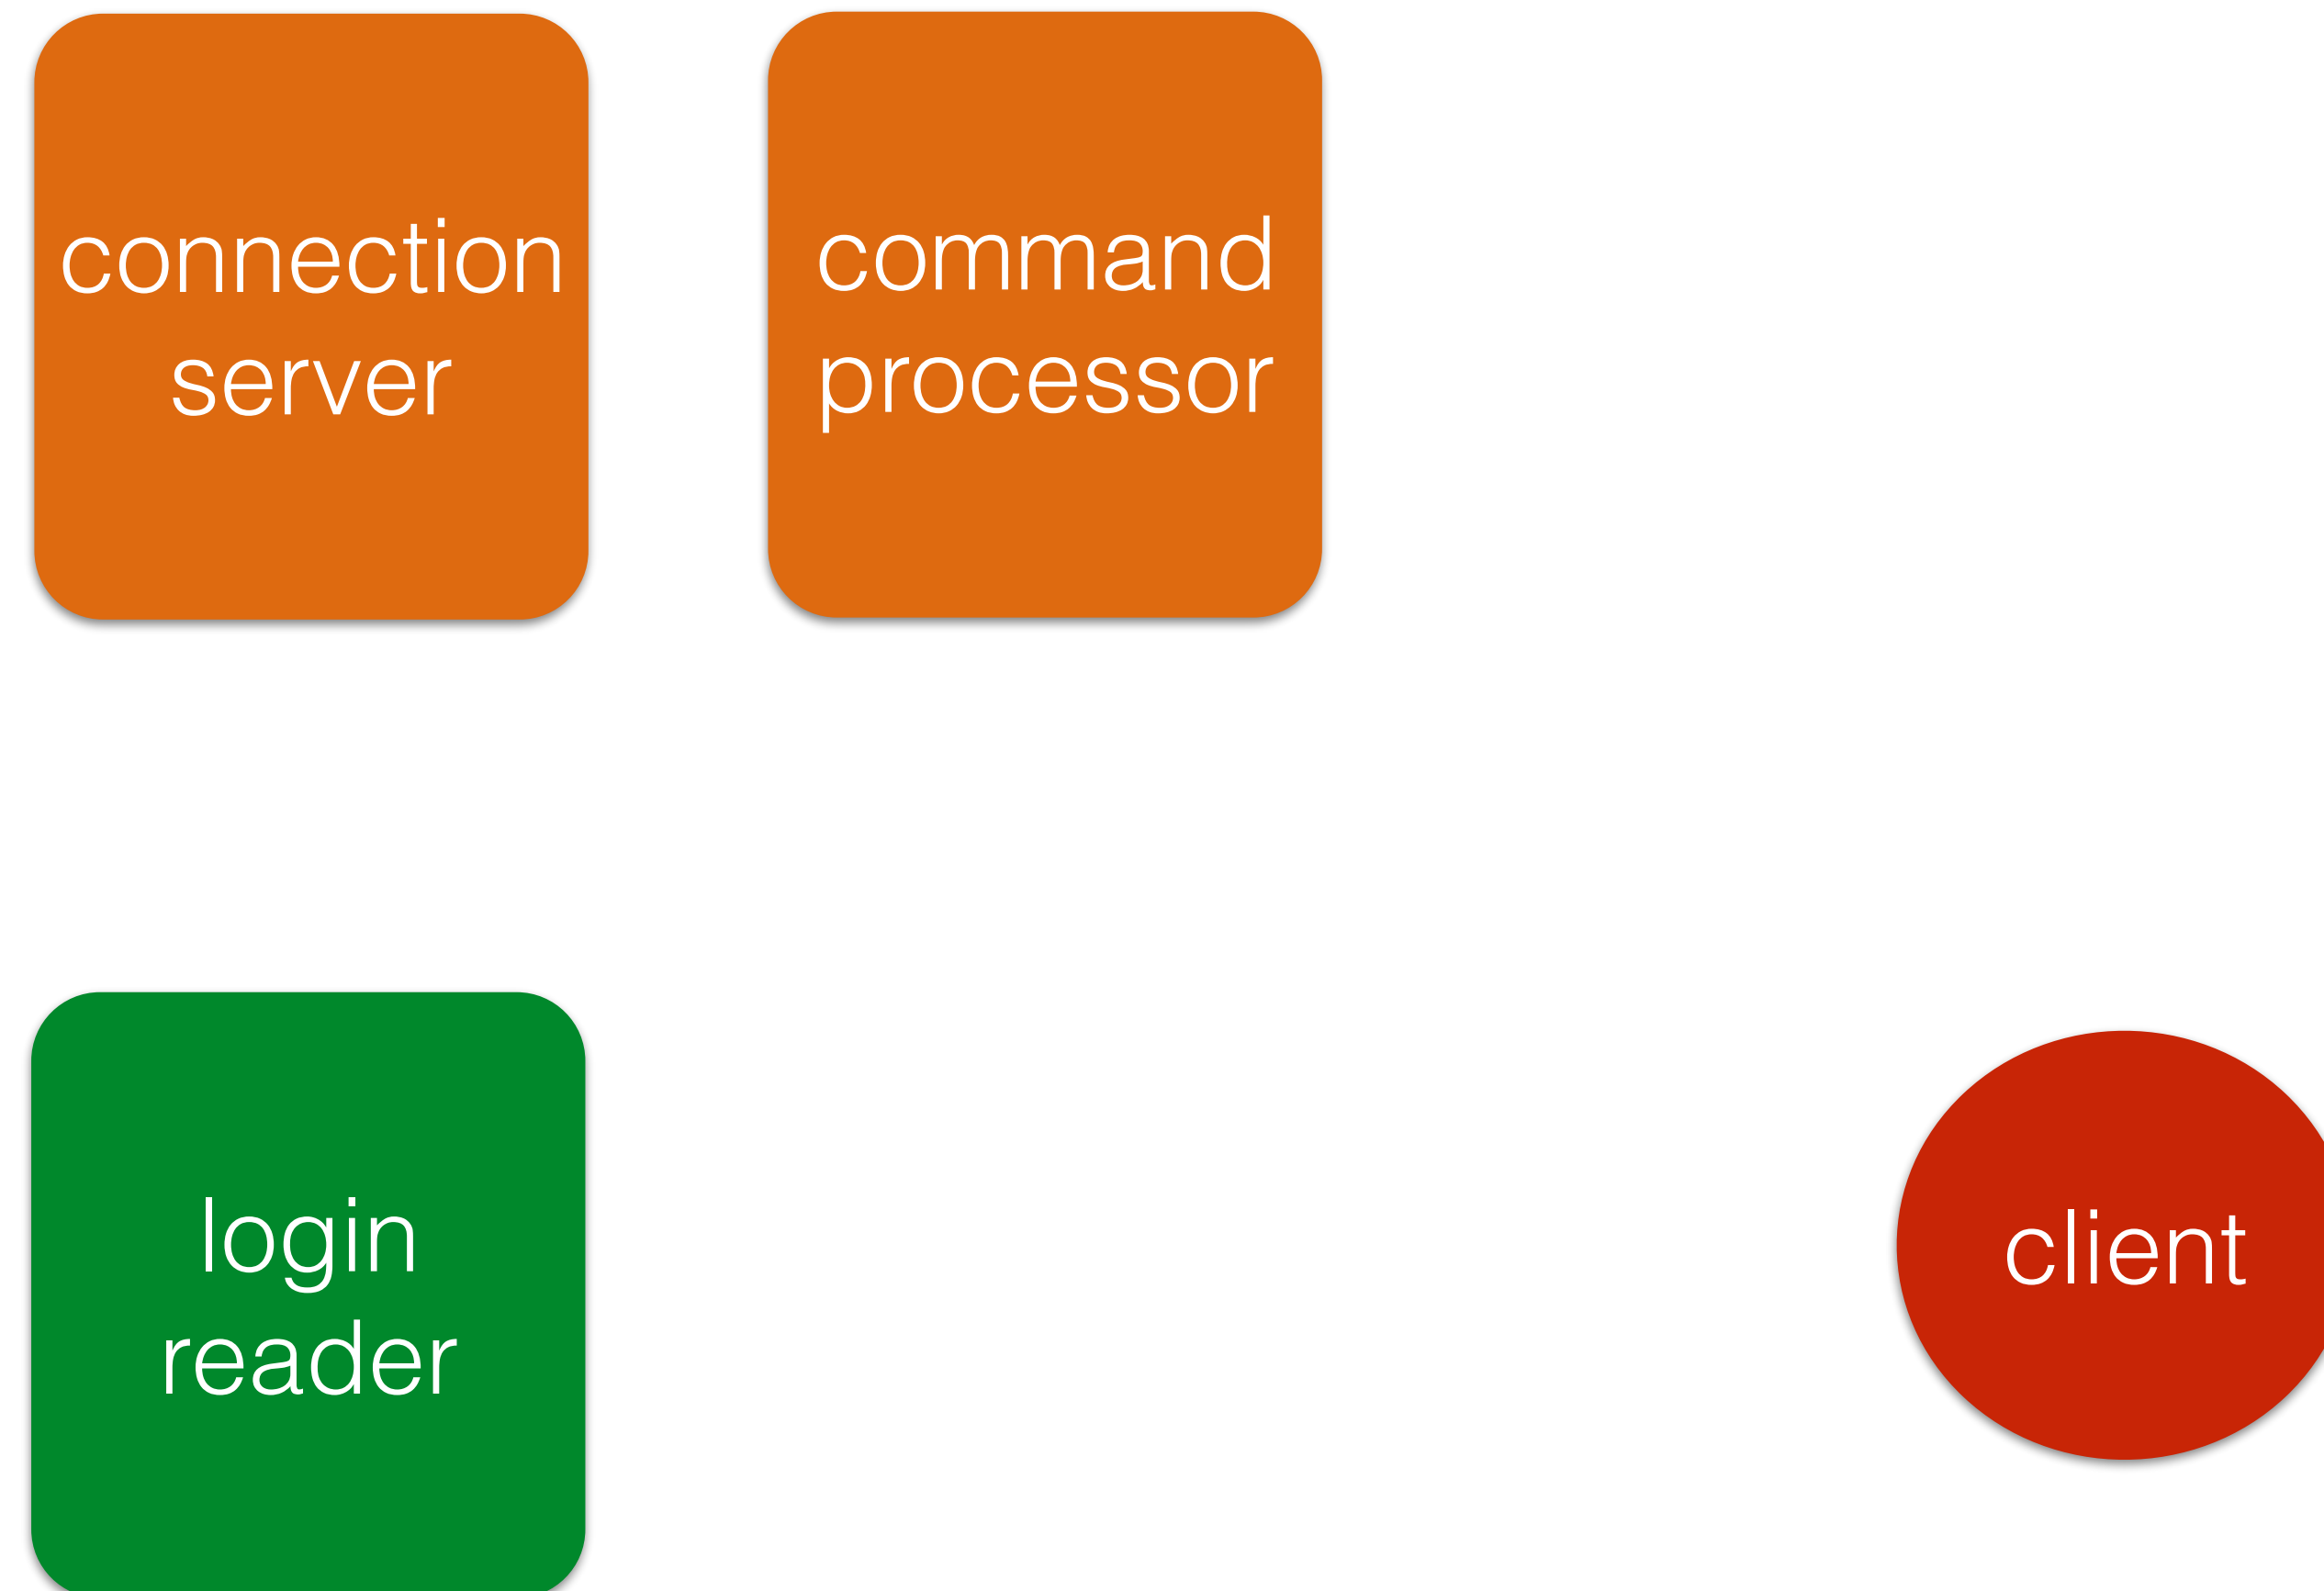 connection
server
command
processor
login
reader
client